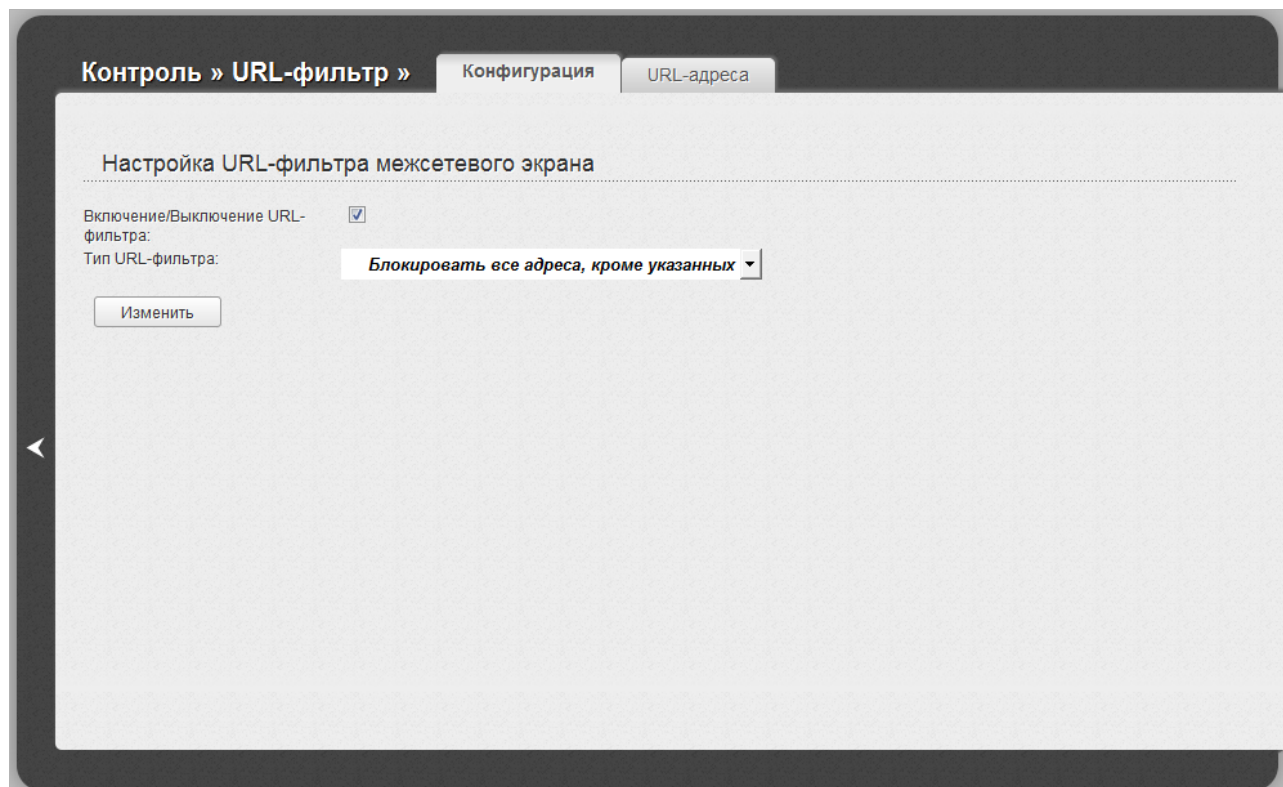 Контроль » URL-фильтр » Конфигурация URL-адреса
Настройка URL-фильтра межсетевого экрана
Включение/Выключение URL-
фильтра:
Тип URL-фильтра: Блокировать все адреса, кроме указанных
Изменить